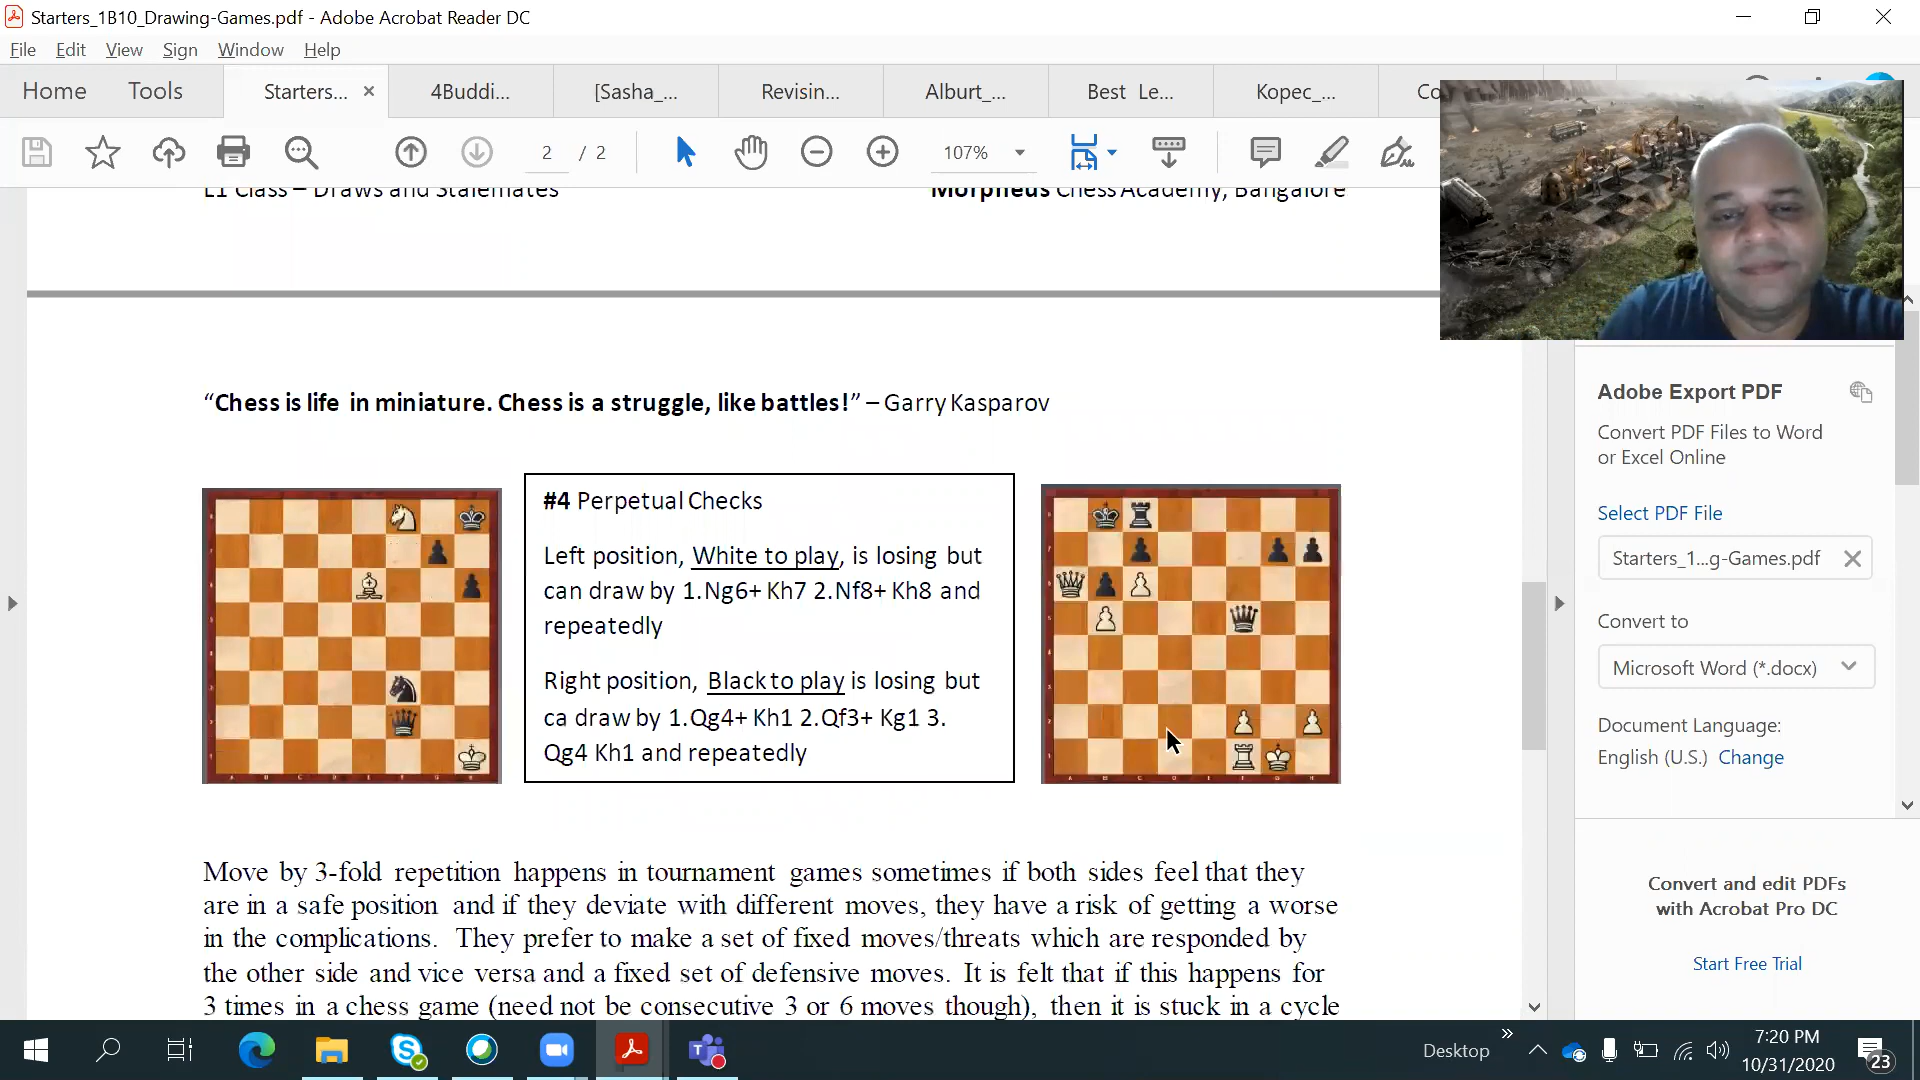 Starters_1B10_Drawing-Games.pdf - Adobe Acrobat Reader DC
File Edit View Sign Window Help
Home Tools Starters... 4Buddi... [Sasha_... Revisin... Alburt_... Best Le... Kopec_... Co
2 / 2 107%
L1 Class – Draws and Stalemates Morpheus Chess Academy, Bangalore
“Chess is life in miniature. Chess is a struggle, like battles!” – Garry Kasparov
#4 Perpetual Checks
Left position, White to play, is losing but
can draw by 1.Ng6+ Kh7 2.Nf8+ Kh8 and
repeatedly
Right position, Black to play is losing but
ca draw by 1.Qg4+ Kh1 2.Qf3+ Kg1 3.
Qg4 Kh1 and repeatedly
Move by 3-fold repetition happens in tournament games sometimes if both sides feel that they
are in a safe position and if they deviate with different moves, they have a risk of getting a worse
in the complications. They prefer to make a set of fixed moves/threats which are responded by
the other side and vice versa and a fixed set of defensive moves. It is felt that if this happens for
3 times in a chess game (need not be consecutive 3 or 6 moves though), then it is stuck in a cycle
Adobe Export PDF
Convert PDF Files to Word
or Excel Online
Select PDF File
Starters_1...g-Games.pdf
Convert to
Microsoft Word (*.docx)
Document Language:
English (U.S.) Change
Convert and edit PDFs
with Acrobat Pro DC
Start Free Trial
Desktop
7:20 PM
10/31/2020
23